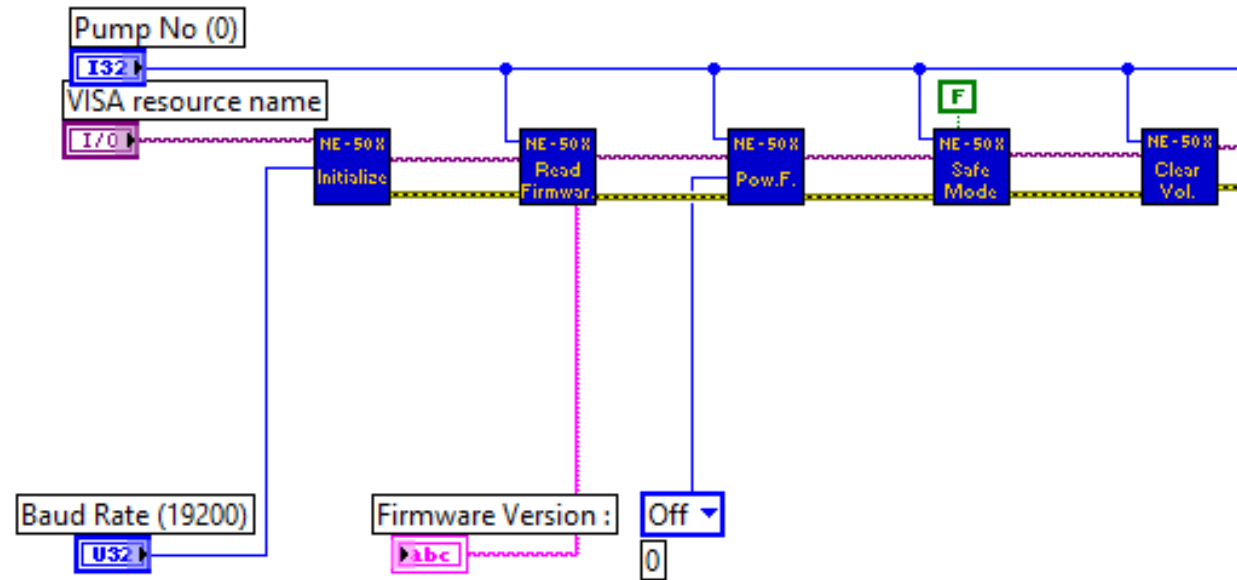 Pump No (0)
I32
VISA resource name
I/O
F
NE-50X
Initialize
NE-50X
Read
Firmwar.
NE-50X
Pow.F.
NE-50X
Safe
Mode
NE-50X
Clear
Vol.
Baud Rate (19200)
U32
Firmware Version :
abc
Off
0